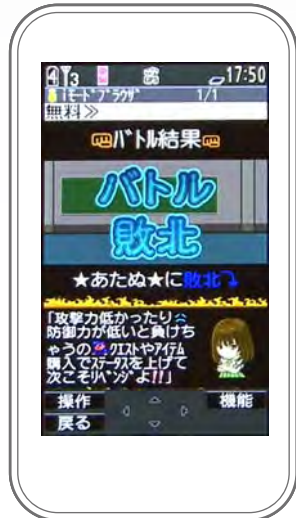 3 17:50
iモードブラウザ 1/1
無料≫
バトル結果
バトル
敗北
★あたぬ★に敗北
「攻撃力低かったり
防御力が低いと負けち
ゃうの クエストやアイテム
購入でステータスを上げて
次こそリベンジよ!!」
操作 機能
戻る